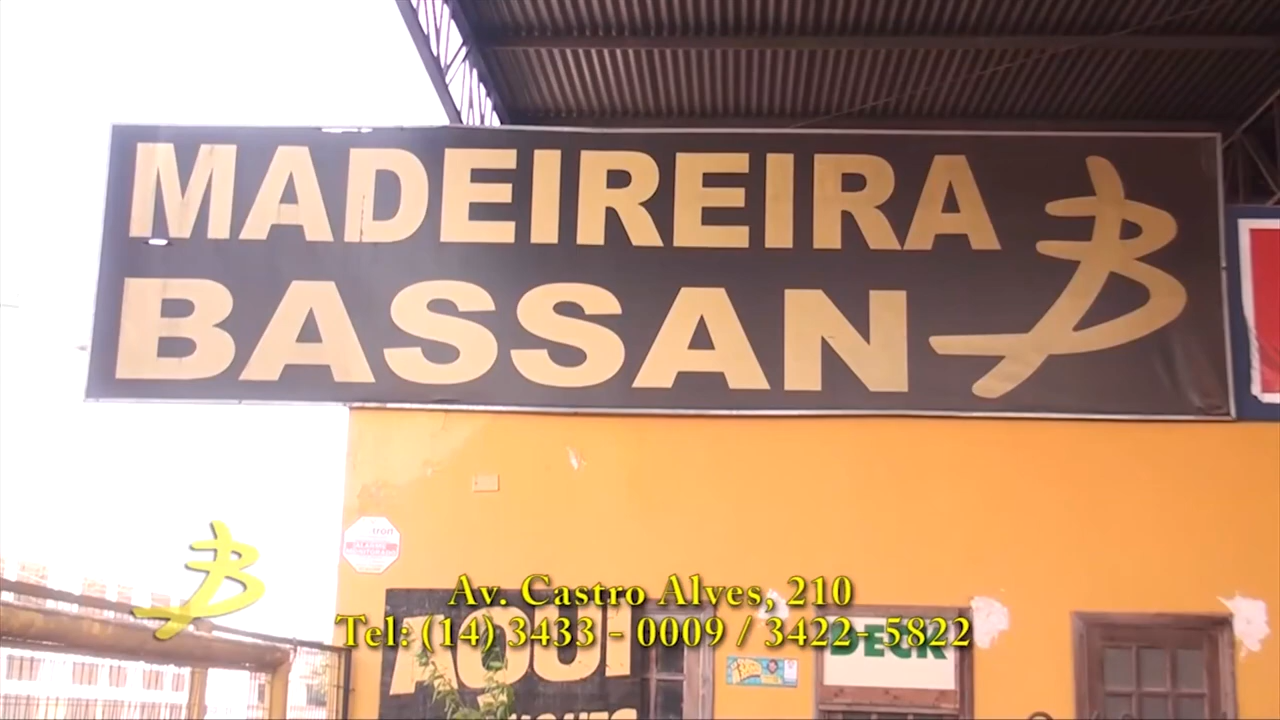 MADEIREIRA
BASSAN
Av. Castro Alves, 210
Tel: (14) 3433 - 0009 / 3422- 5822
AQUI
DECK